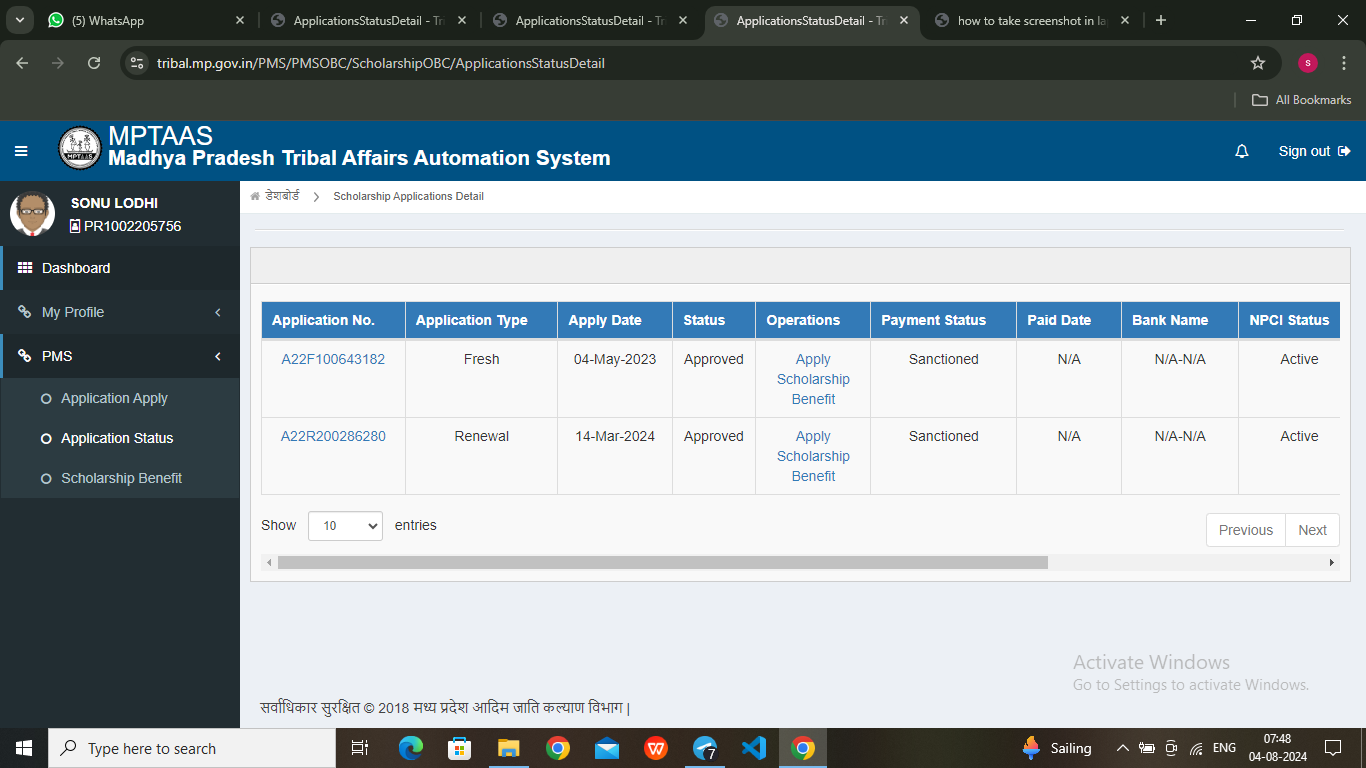 (5) WhatsApp
ApplicationsStatusDetail - Tri
ApplicationsStatusDetail - Tri
ApplicationsStatusDetail - Tri
how to take screenshot in la
tribal.mp.gov.in/PMS/PMSOBC/ScholarshipOBC/ApplicationsStatusDetail
s
All Bookmarks
MPTAAS
MPTAAS
Madhya Pradesh Tribal Affairs Automation System
Sign out
SONU LODHI
PR1002205756
डेशबोर्ड > Scholarship Applications Detail
Dashboard
My Profile
PMS
Application Apply
Application Status
Scholarship Benefit
Application No. Application Type Apply Date Status Operations Payment Status Paid Date Bank Name NPCI Status
A22F100643182 Fresh 04-May-2023 Approved Apply Scholarship Benefit Sanctioned N/A N/A-N/A Active
A22R200286280 Renewal 14-Mar-2024 Approved Apply Scholarship Benefit Sanctioned N/A N/A-N/A Active
Show 10 entries
Previous Next
Activate Windows
Go to Settings to activate Windows.
सर्वाधिकार सुरक्षित © 2018 मध्य प्रदेश आदिम जाति कल्याण विभाग |
Type here to search
7
Sailing
ENG
07:48
04-08-2024